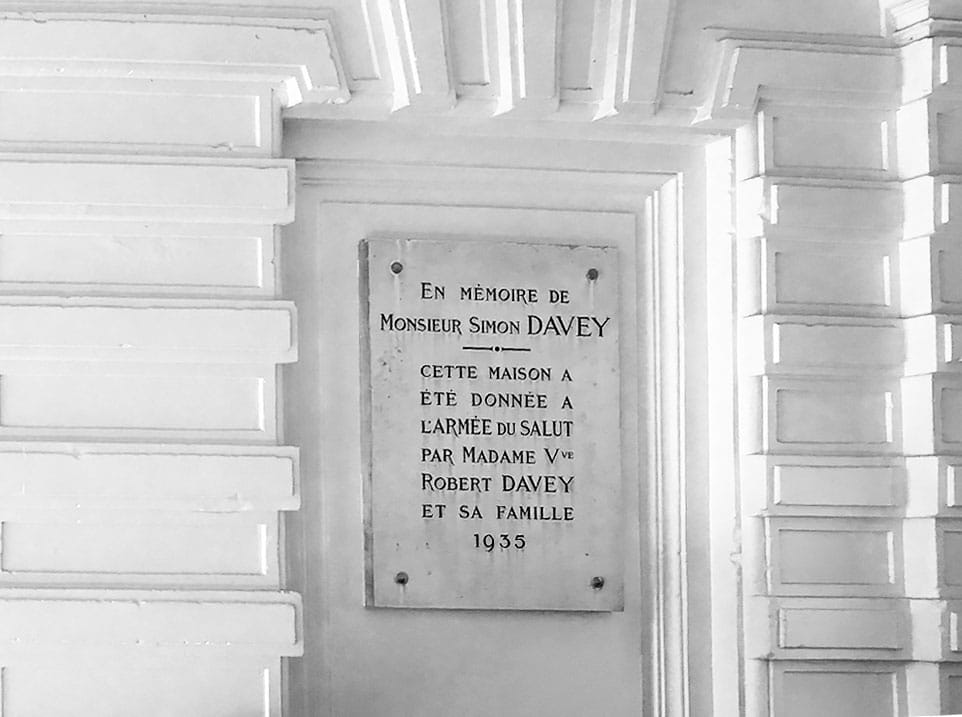 En mémoire de
Monsieur Simon DAVEY
CETTE MAISON A
ÉTÉ DONNÉE A
L'ARMÉE DU SALUT
PAR MADAME Vve
ROBERT DAVEY
ET SA FAMILLE
1935